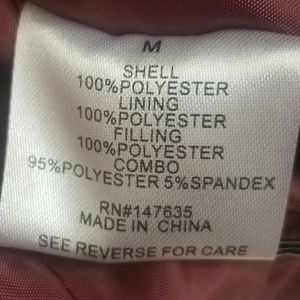 M
SHELL
100%POLYESTER
LINING
100%POLYESTER
FILLING
100%POLYESTER
COMBO
95%POLYESTER 5%SPANDEX
RN#147635
MADE IN CHINA
SEE REVERSE FOR CARE